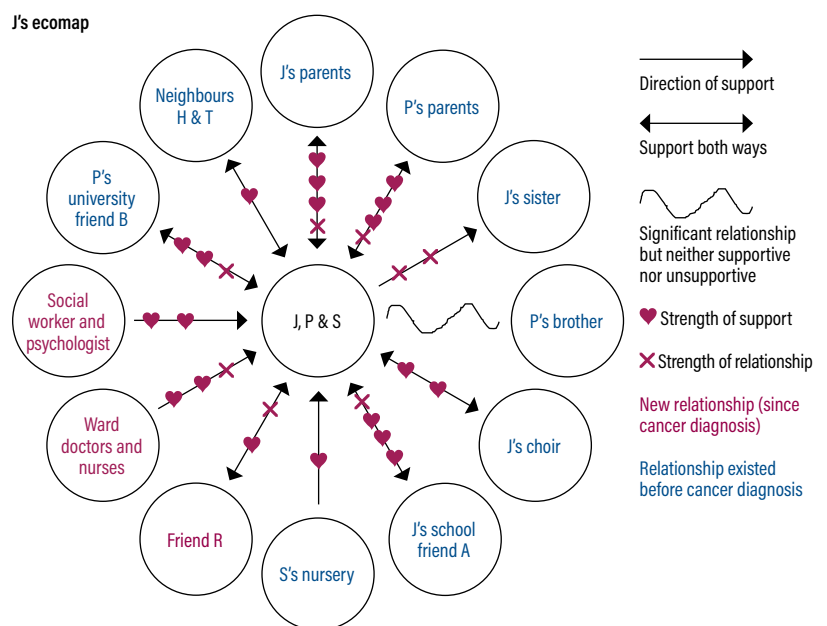 J's ecomap
J's parents
P's parents
J's sister
P's brother
J's choir
J's school
friend A
S's nursery
Friend R
Ward
doctors and
nurses
Social
worker and
psychologist
P's
university
friend B
Neighbours
H & T
J, P & S
Direction of support
Support both ways
Significant relationship
but neither supportive
nor unsupportive
Strength of support
Strength of relationship
New relationship (since
cancer diagnosis)
Relationship existed
before cancer diagnosis